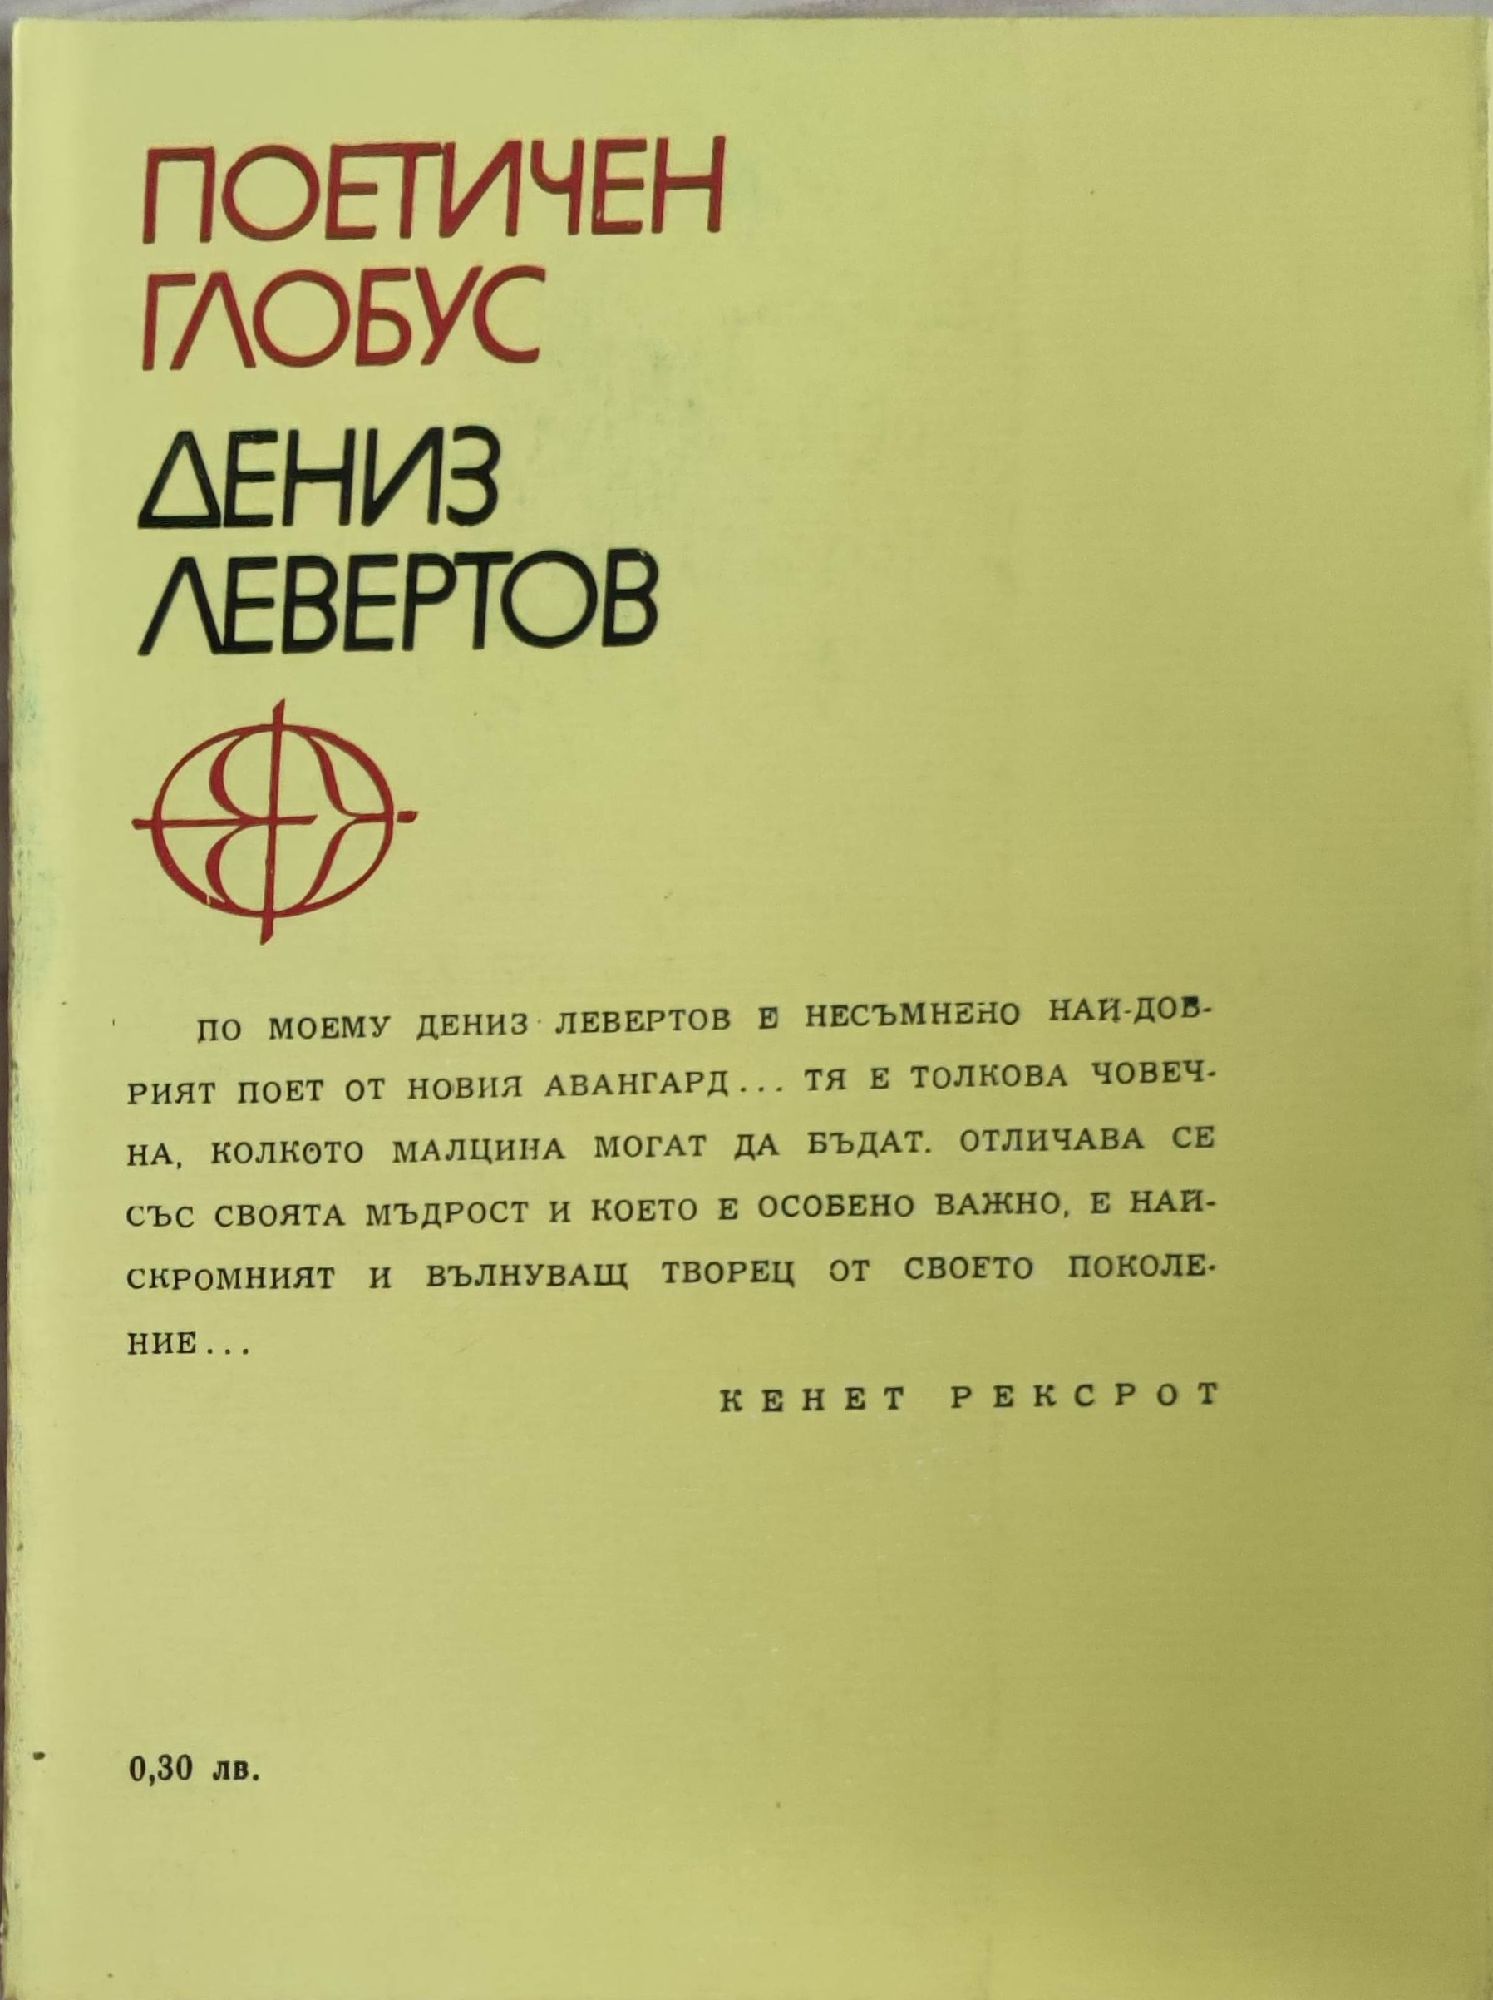 ПОЕТИЧЕН
ГЛОБУС
ДЕНИЗ
ЛЕВЕРТОВ
ПО МОЕМУ ДЕНИЗ ЛЕВЕРТОВ Е НЕСЪМНЕНО НАЙ-ДОБ-
РИЯТ ПОЕТ ОТ НОВИЯ АВАНГАРД... ТЯ Е ТОЛКОВА ЧОВЕЧ-
НА, КОЛКОТО МАЛЦИНА МОГАТ ДА БЪДАТ. ОТЛИЧАВА СЕ
СЪС СВОЯТА МЪДРОСТ И КОЕТО Е ОСОБЕНО ВАЖНО, Е НАЙ-
СКРОМНИЯТ И ВЪЛНУВАЩ ТВОРЕЦ ОТ СВОЕТО ПОКОЛЕ-
НИЕ...
КЕНЕТ РЕКСРОТ
0,30 лв.